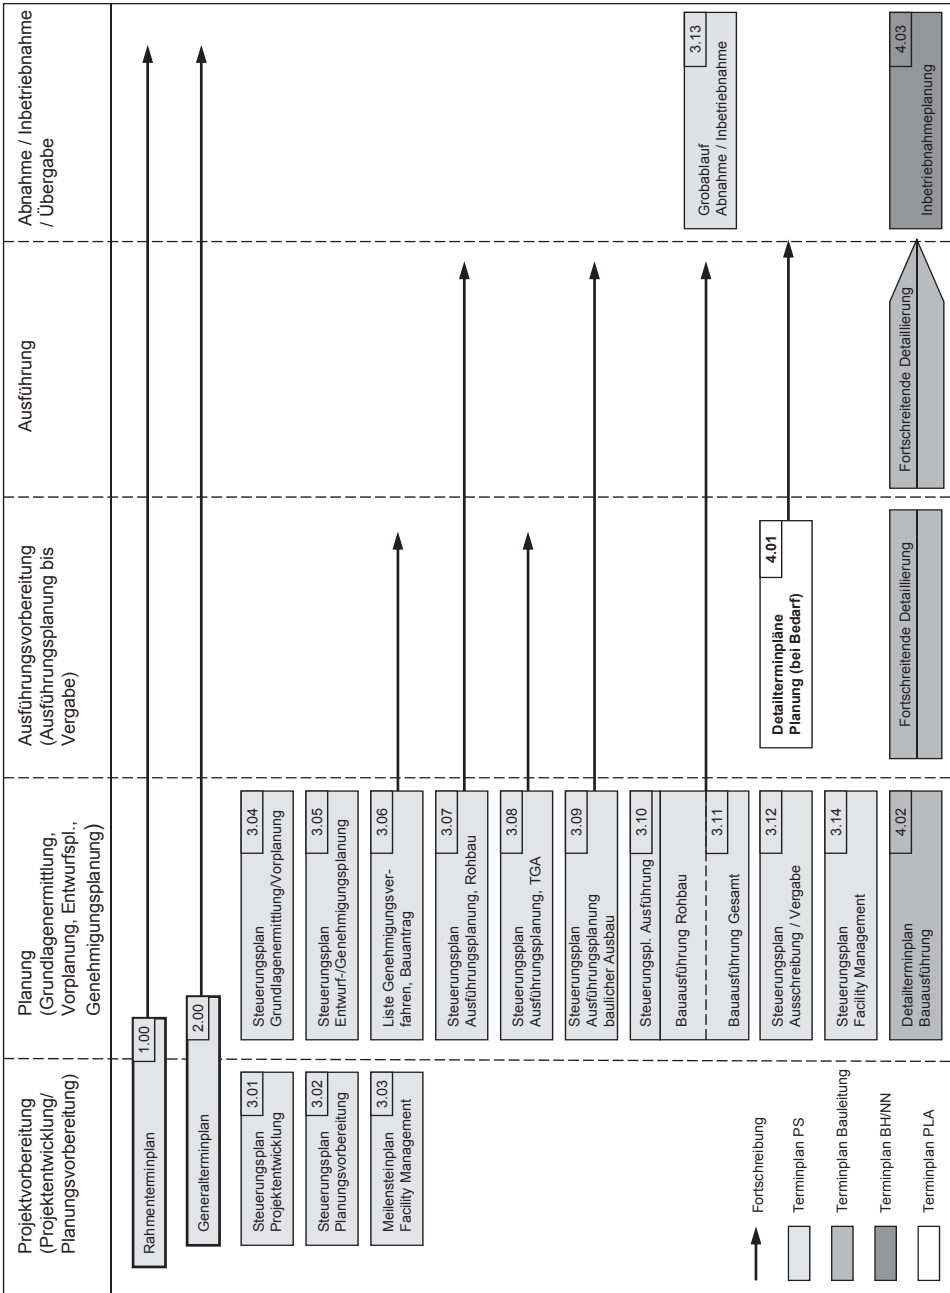 Projektvorbereitung
(Projektentwicklung/
Planungsvorbereitung)
Planung
(Grundlagenermittlung,
Vorplanung, Entwurfspl.,
Genehmigungsplanung)
Ausführungsvorbereitung
(Ausführungsplanung bis
Vergabe)
Ausführung
Abnahme / Inbetriebnahme
/ Übergabe
Rahmenterminplan
1.00
Generalterminplan
2.00
Steuerungsplan
Projektentwicklung
3.01
Steuerungsplan
Grundlagenermittlung/Vorplanung
3.04
Steuerungsplan
Planungsvorbereitung
3.02
Steuerungsplan
Entwurf-/Genehmigungsplanung
3.05
Meilensteinplan
Facility Management
3.03
Liste Genehmigungsver-
fahren, Bauantrag
3.06
Steuerungsplan
Ausführungsplanung, Rohbau
3.07
Steuerungsplan
Ausführungsplanung, TGA
3.08
Steuerungsplan
Ausführungsplanung
baulicher Ausbau
3.09
Steuerungspl. Ausführung
3.10
Bauausführung Rohbau
Bauausführung Gesamt
3.11
Grobablauf
Abnahme / Inbetriebnahme
3.13
Steuerungsplan
Ausschreibung / Vergabe
3.12
Detailterminpläne
Planung (bei Bedarf)
4.01
Steuerungsplan
Facility Management
3.14
Detailterminplan
Bauausführung
4.02
Fortschreitende Detaillierung
Fortschreitende Detaillierung
Inbetriebnahmeplanung
4.03
Fortschreibung
Terminplan PS
Terminplan Bauleitung
Terminplan BH/NN
Terminplan PLA